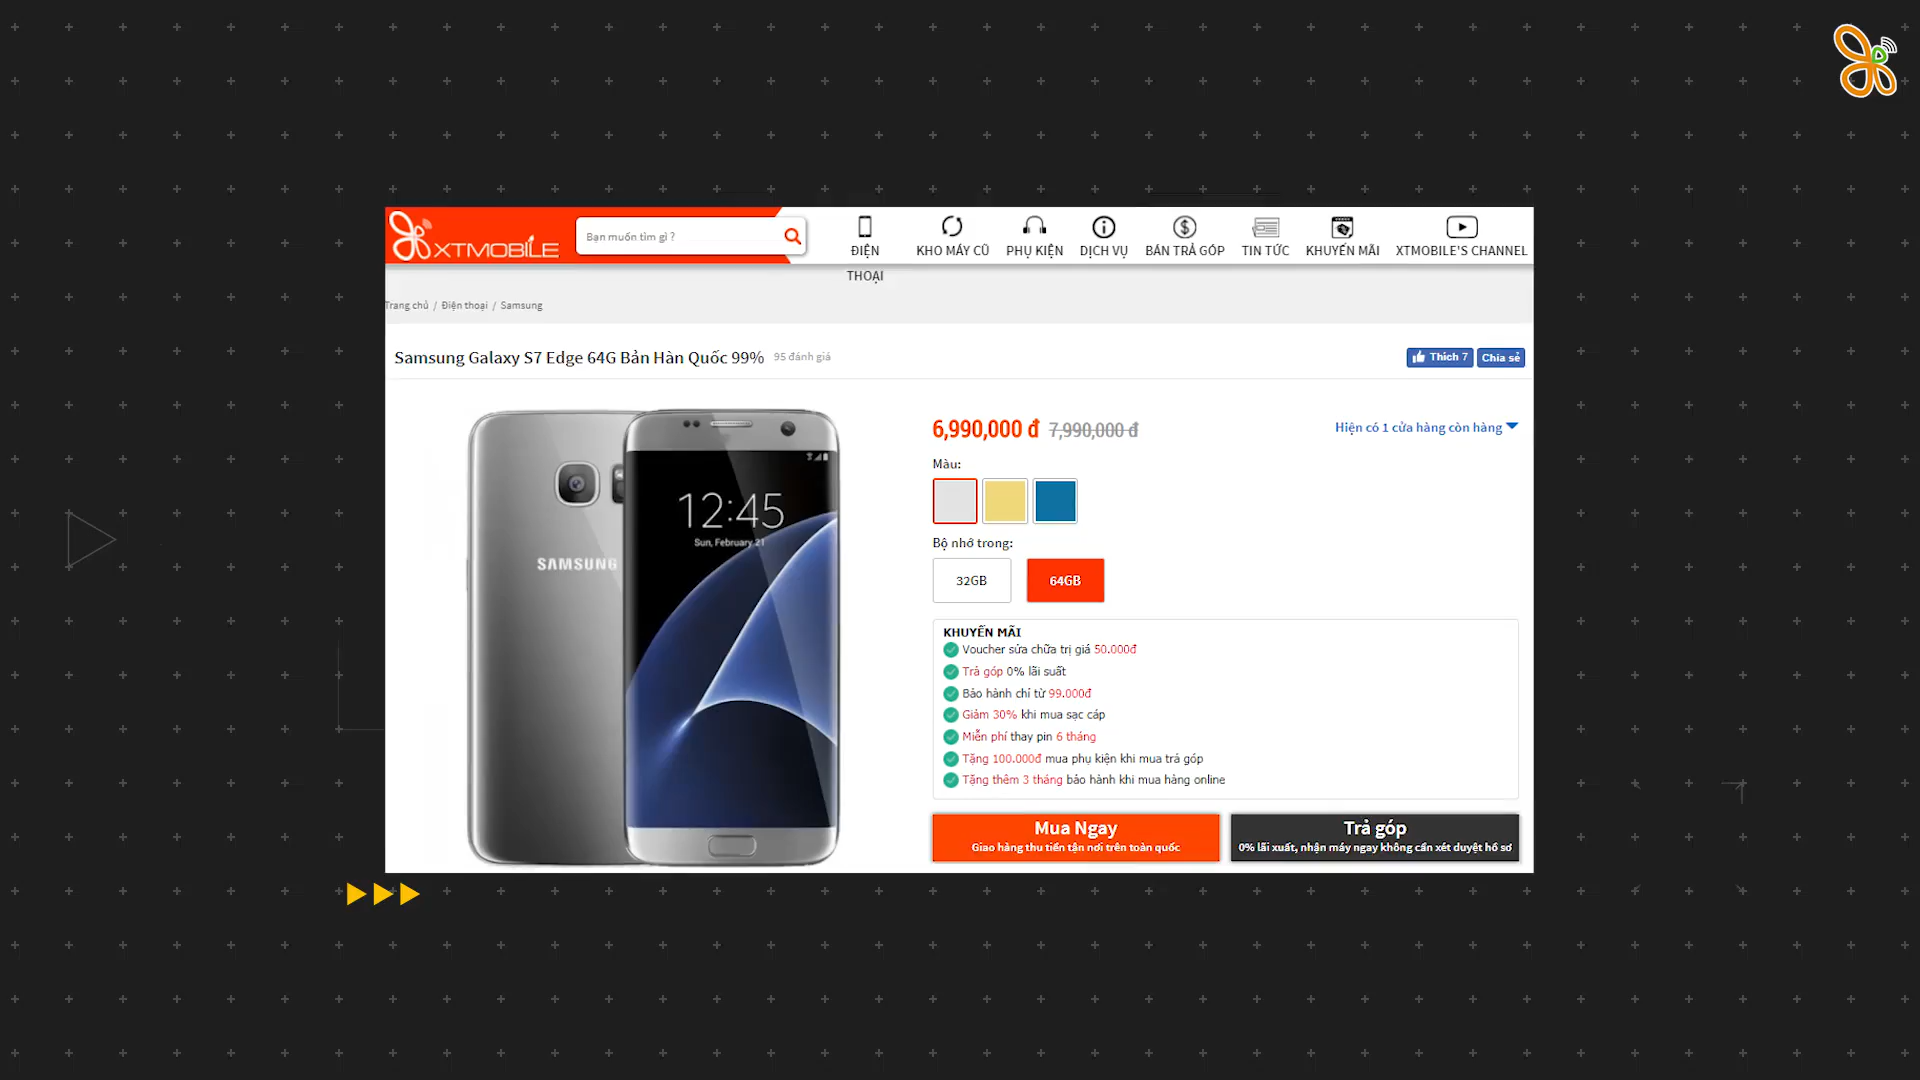 XTMOBILE
Bạn muốn tìm gì ?
ĐIỆN THOẠI
KHO MÁY CŨ
PHỤ KIỆN
DỊCH VỤ
BÁN TRẢ GÓP
TIN TỨC
KHUYẾN MÃI
XTMOBILE'S CHANNEL
Trang chủ / Điện thoại / Samsung
Samsung Galaxy S7 Edge 64G Bản Hàn Quốc 99% 95 đánh giá
Thích 7 Chia sẻ
6,990,000 đ 7,990,000 đ
Hiện có 1 cửa hàng còn hàng
Màu:
Bộ nhớ trong:
32GB 64GB
KHUYẾN MÃI
Voucher sửa chữa trị giá 50.000đ
Trả góp 0% lãi suất
Bảo hành chỉ từ 99.000đ
Giảm 30% khi mua sạc cáp
Miễn phí thay pin 6 tháng
Tặng 100.000đ mua phụ kiện khi mua trả góp
Tặng thêm 3 tháng bảo hành khi mua hàng online
Mua Ngay
Giao hàng thu tiền tận nơi trên toàn quốc
Trả góp
0% lãi xuất, nhận máy ngay không cần xét duyệt hồ sơ
SAMSUNG
12:45
Sun, February 21